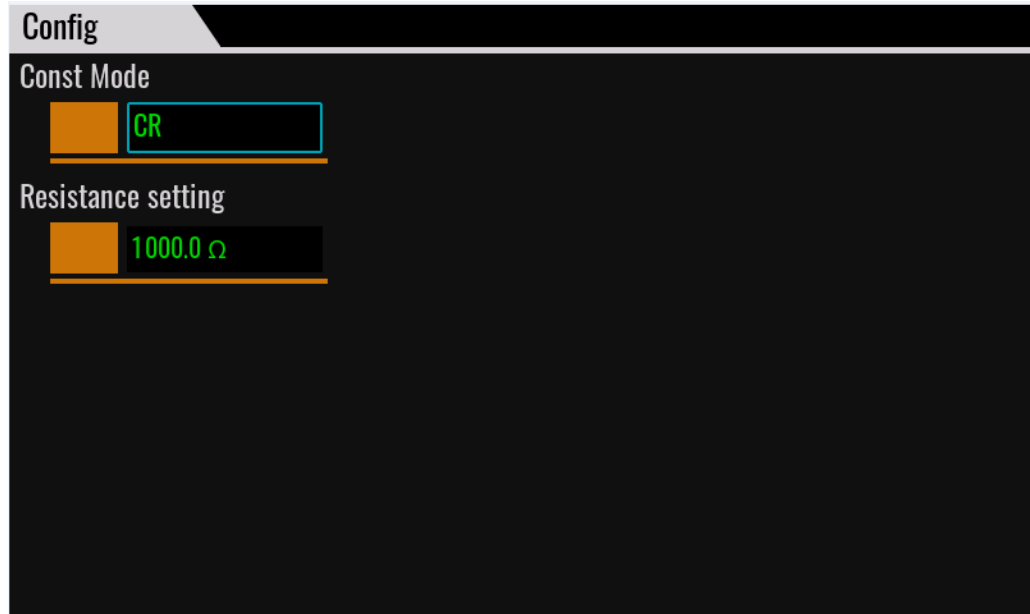 Config
Const Mode
CR
Resistance setting
1000.0 Ω